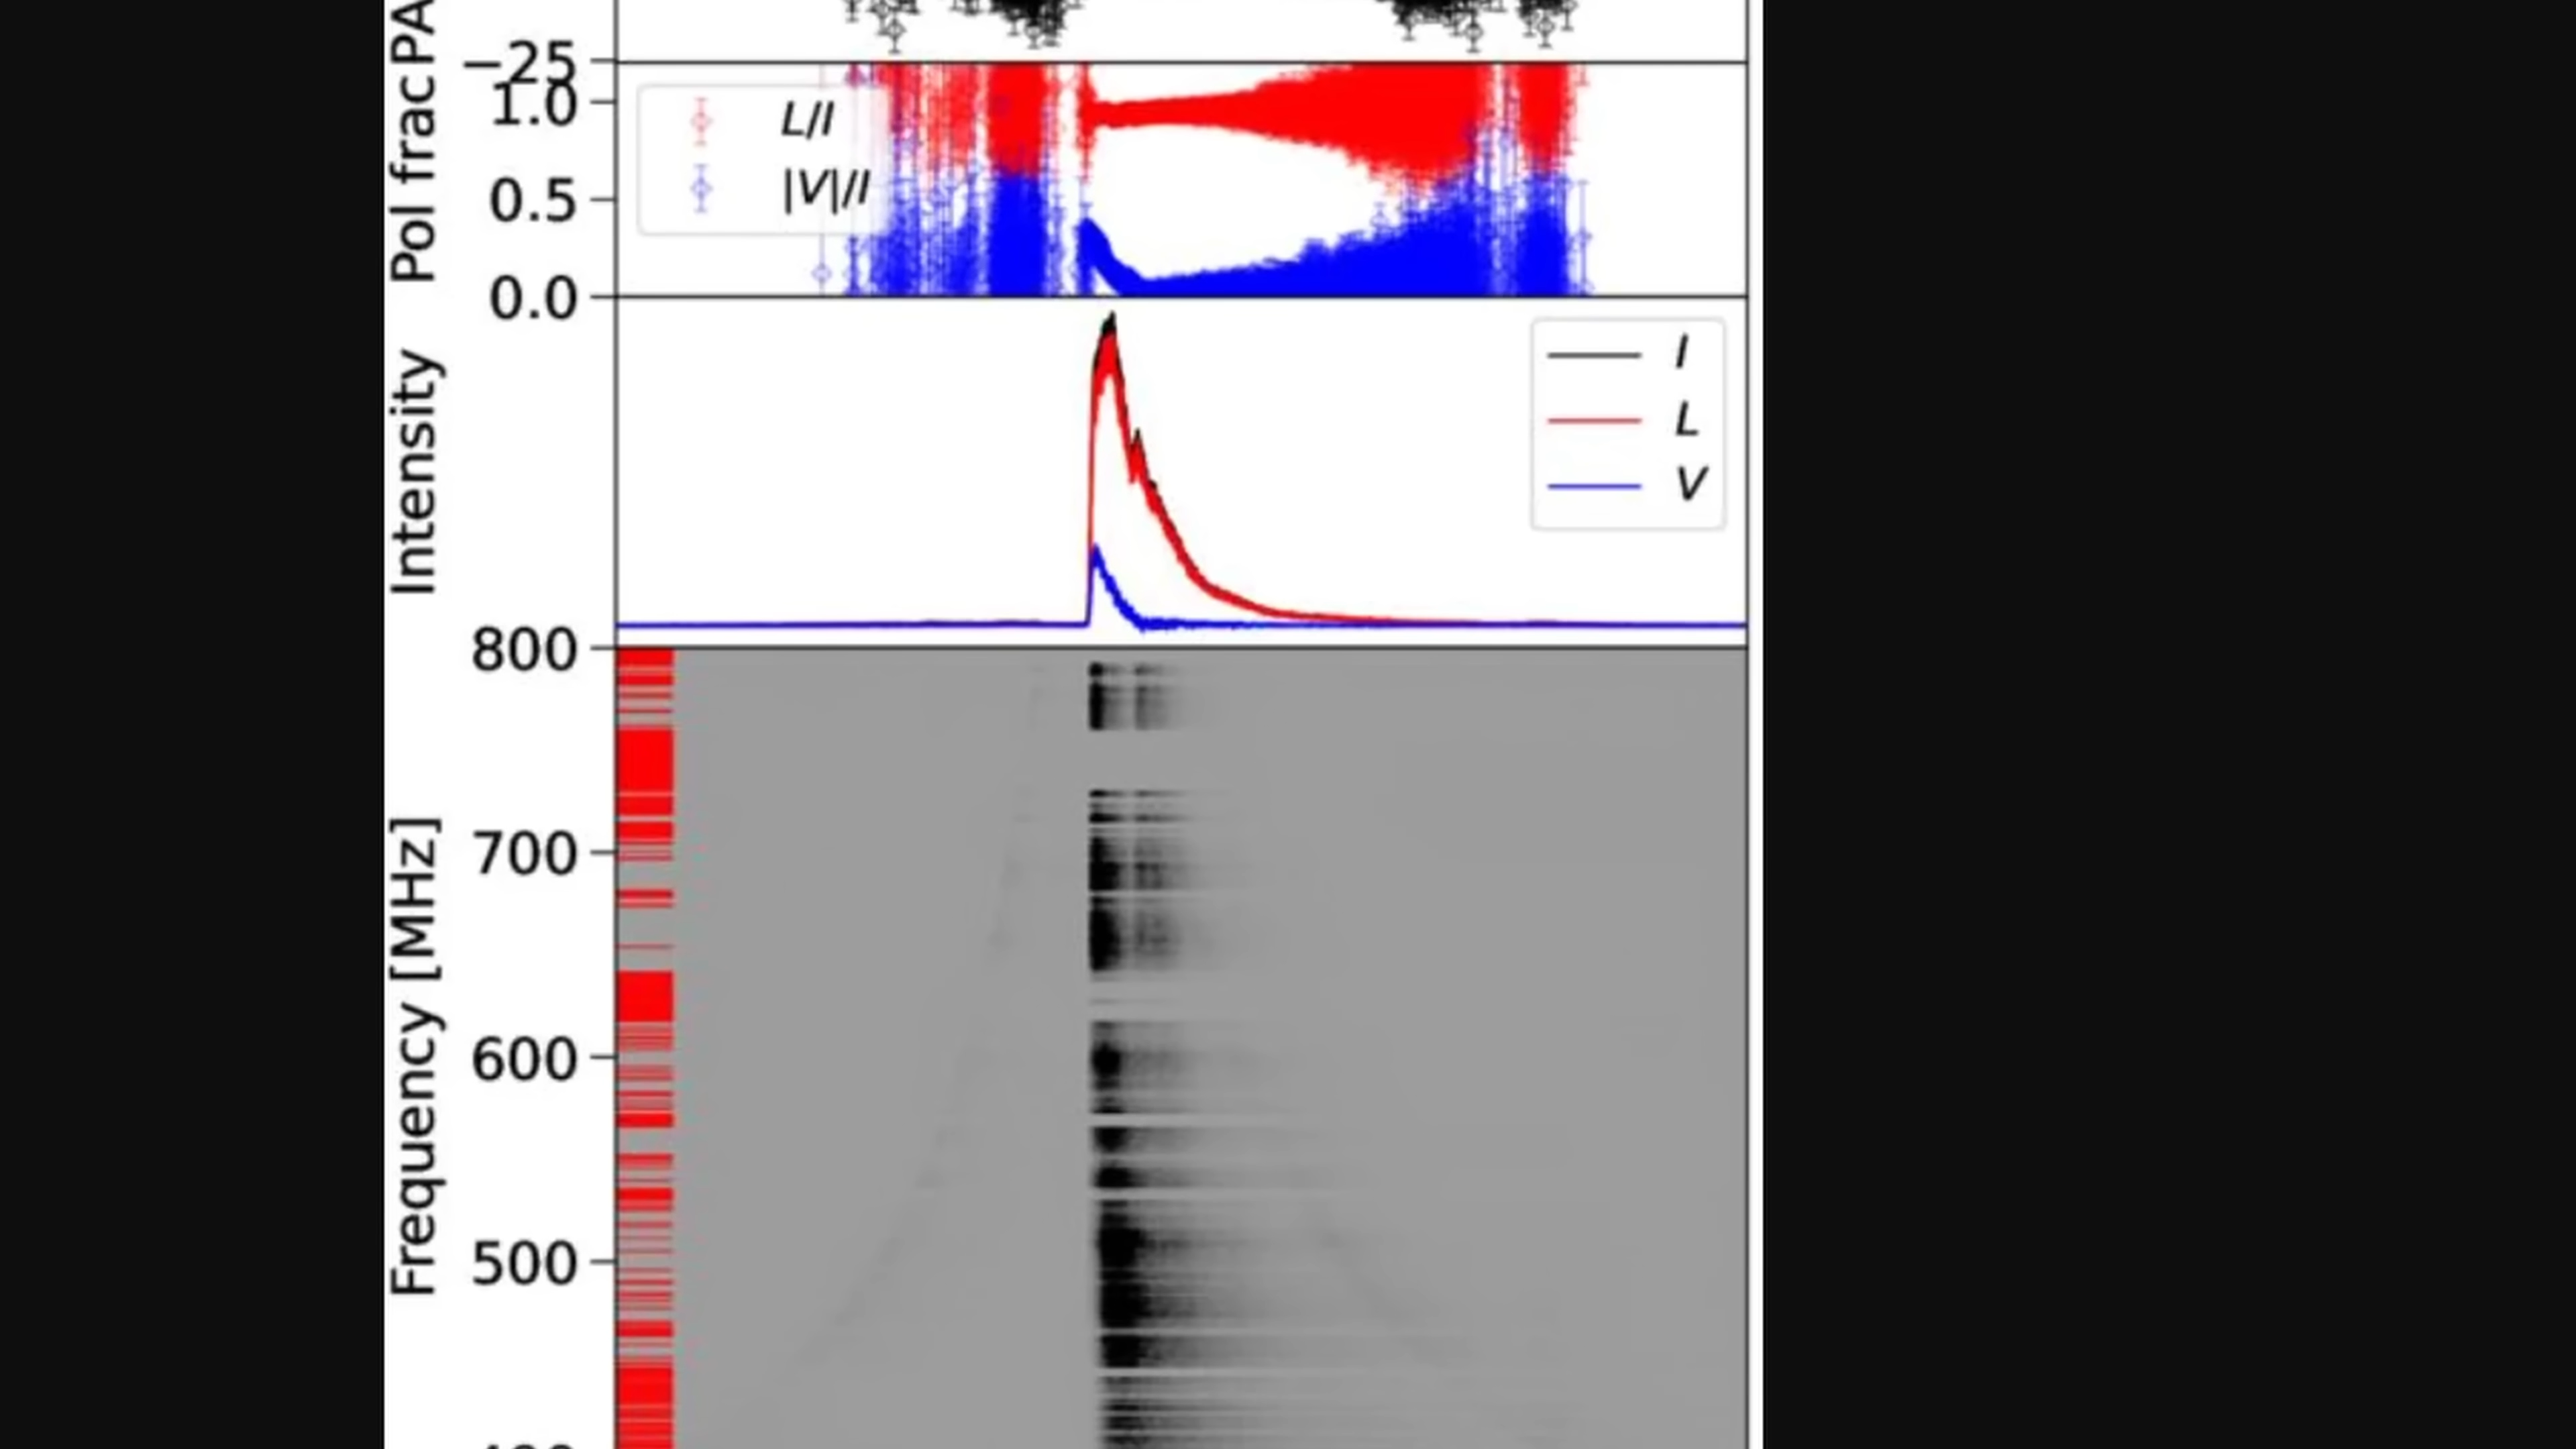 PA
−25
Pol frac
1.0
L/I
0.5
|V|/I
0.0
Intensity
I
L
V
800
Frequency [MHz]
700
600
500